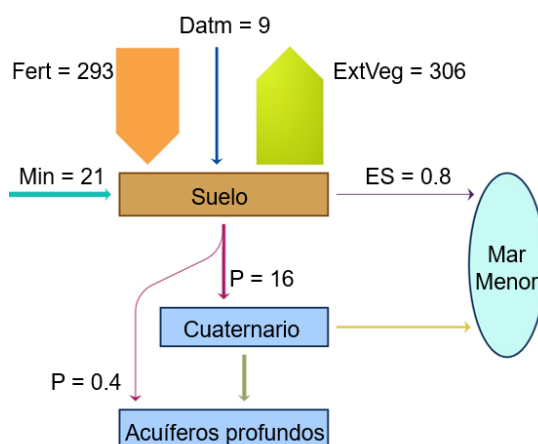 Datm = 9
Fert = 293
ExtVeg = 306
Min = 21
ES = 0.8
Suelo
Mar
Menor
P = 16
Cuaternario
P = 0.4
Acuíferos profundos